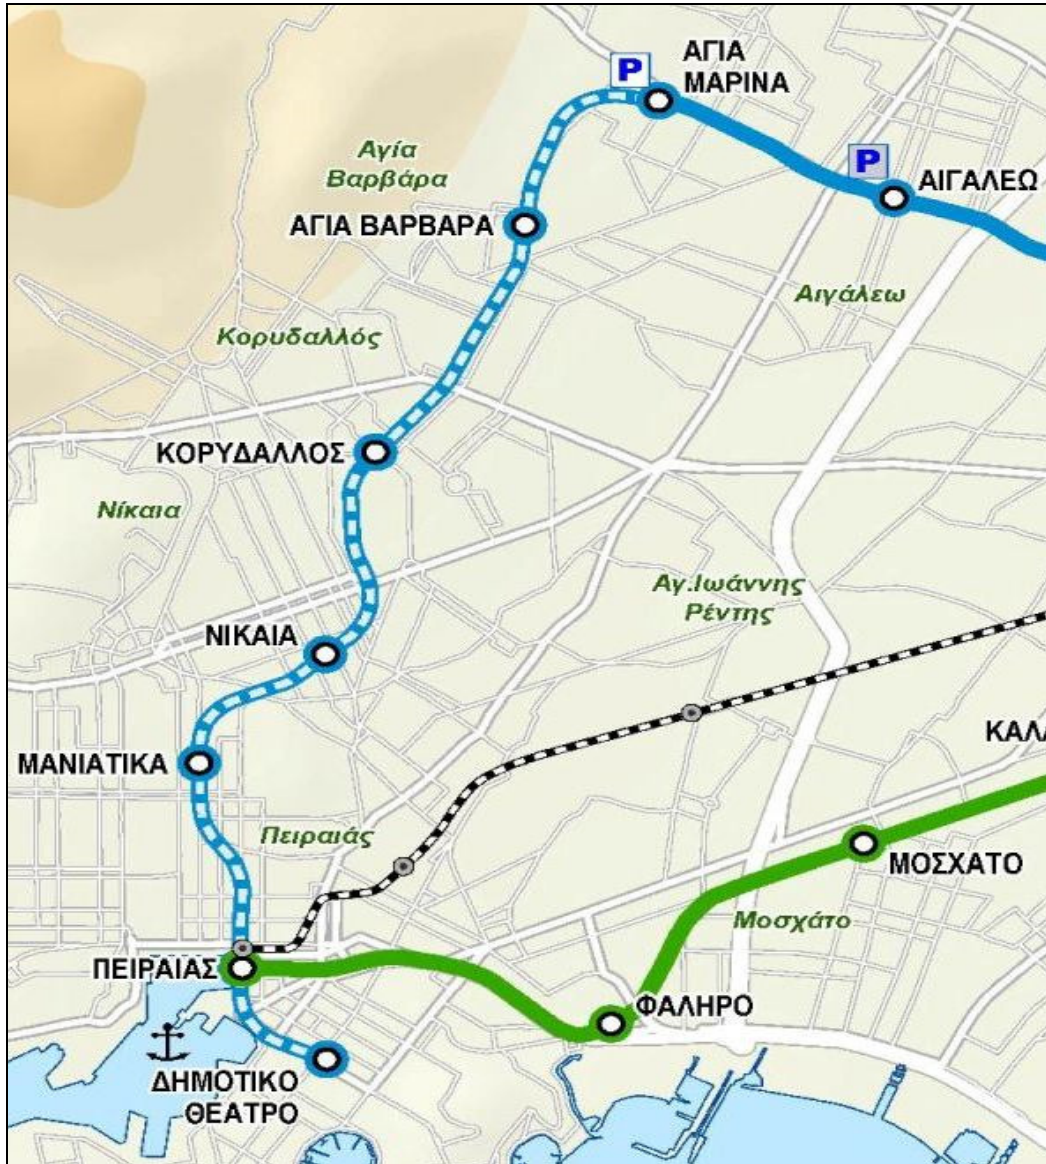 P
ΑΓΙΑ
ΜΑΡΙΝΑ
Αγία
Βαρβάρα
P
ΑΙΓΑΛΕΩ
ΑΓΙΑ ΒΑΡΒΑΡΑ
Αιγάλεω
Κορυδαλλός
ΚΟΡΥΔΑΛΛΟΣ
Νίκαια
Αγ.Ιωάννης
Ρέντης
ΝΙΚΑΙΑ
ΚΑΛΑ
ΜΑΝΙΑΤΙΚΑ
Πειραιάς
ΜΟΣΧΑΤΟ
Μοσχάτο
ΠΕΙΡΑΙΑΣ
ΦΑΛΗΡΟ
ΔΗΜΟΤΙΚΟ
ΘΕΑΤΡΟ